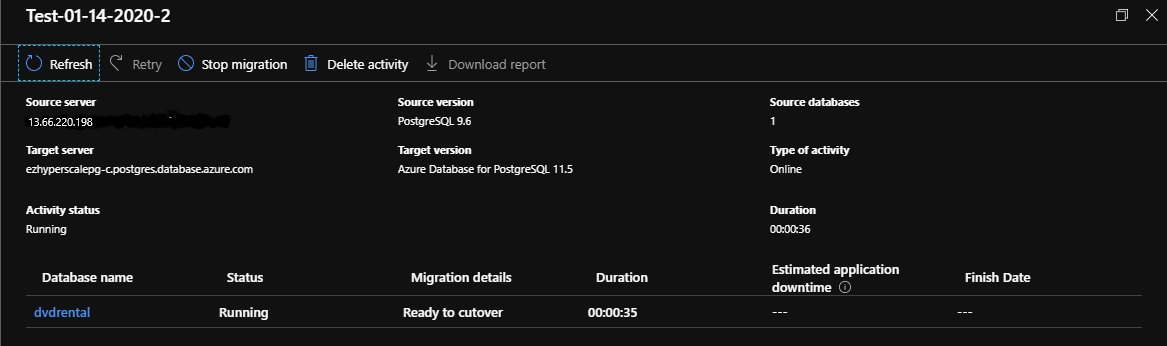 Test-01-14-2020-2
Refresh Retry Stop migration Delete activity Download report
Source server Source version Source databases
13.66.220.198 PostgreSQL 9.6 1
Target server Target version Type of activity
ezhyperscalepg-c.postgres.database.azure.com Azure Database for PostgreSQL 11.5 Online
Activity status Duration
Running 00:00:36
Database name Status Migration details Duration Estimated application downtime Finish Date
dvdrental Running Ready to cutover 00:00:35 --- ---